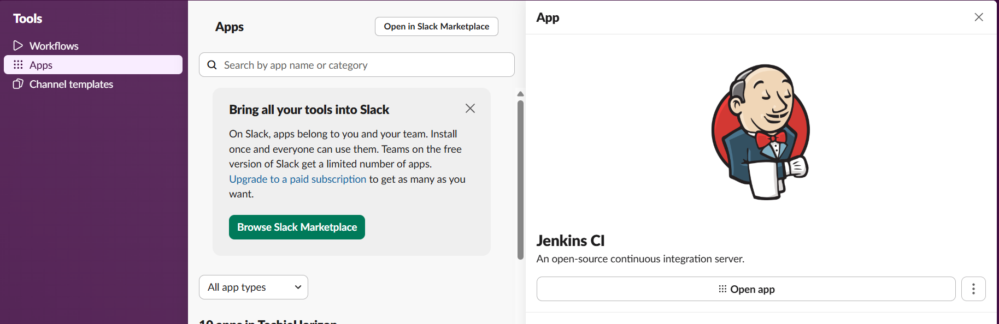 Tools
Workflows
Apps
Channel templates
Apps
Open in Slack Marketplace
Search by app name or category
Bring all your tools into Slack
On Slack, apps belong to you and your team. Install
once and everyone can use them. Teams on the free
version of Slack get a limited number of apps.
Upgrade to a paid subscription to get as many as you
want.
Browse Slack Marketplace
All app types
10 apps in TechieHorizon
App
Jenkins CI
An open-source continuous integration server.
Open app